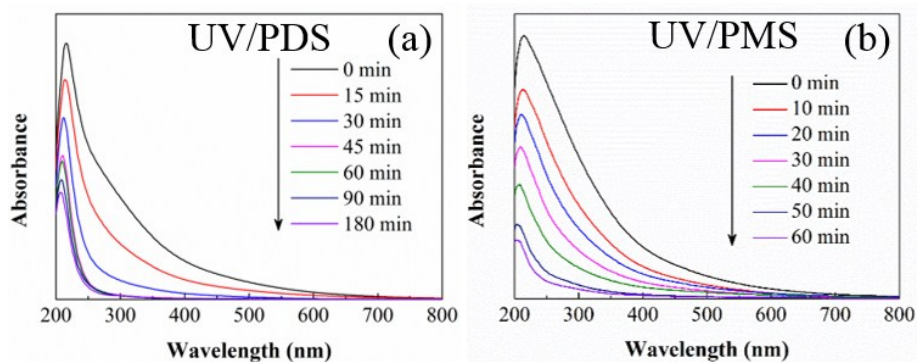 UV/PDS (a)
0 min
15 min
30 min
45 min
60 min
90 min
180 min
Absorbance
200 300 400 500 600 700 800
Wavelength (nm)
UV/PMS (b)
0 min
10 min
20 min
30 min
40 min
50 min
60 min
Absorbance
200 300 400 500 600 700 800
Wavelength (nm)